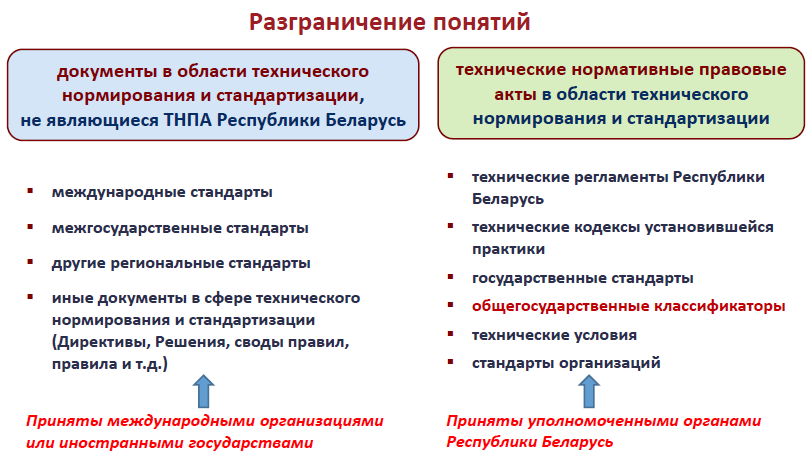 Разграничение понятий
документы в области технического
нормирования и стандартизации,
не являющиеся ТНПА Республики Беларусь
▪ международные стандарты
▪ межгосударственные стандарты
▪ другие региональные стандарты
▪ иные документы в сфере технического
нормирования и стандартизации
(Директивы, Решения, своды правил,
правила и т.д.)
Приняты международными организациями
или иностранными государствами
технические нормативные правовые
акты в области технического
нормирования и стандартизации
▪ технические регламенты Республики
Беларусь
▪ технические кодексы установившейся
практики
▪ государственные стандарты
▪ общегосударственные классификаторы
▪ технические условия
▪ стандарты организаций
Приняты уполномоченными органами
Республики Беларусь